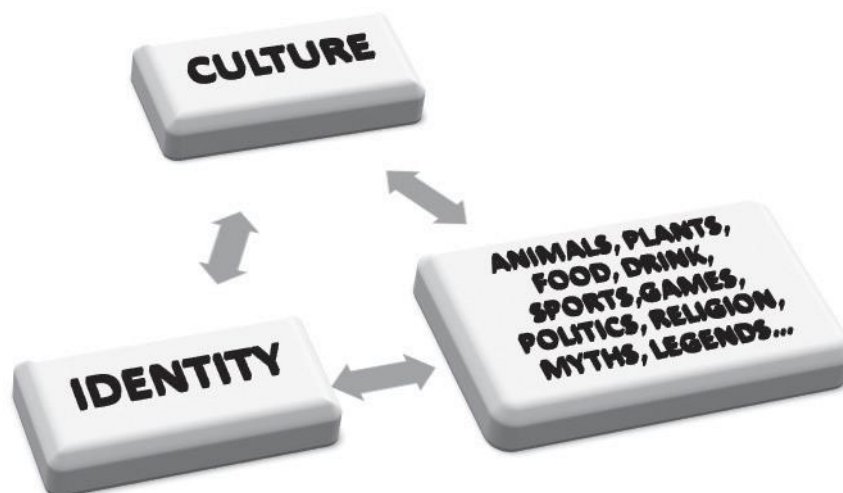 CULTURE
ANIMALS, PLANTS,
FOOD, DRINK,
SPORTS,GAMES,
POLITICS, RELIGION,
MYTHS, LEGENDS...
IDENTITY